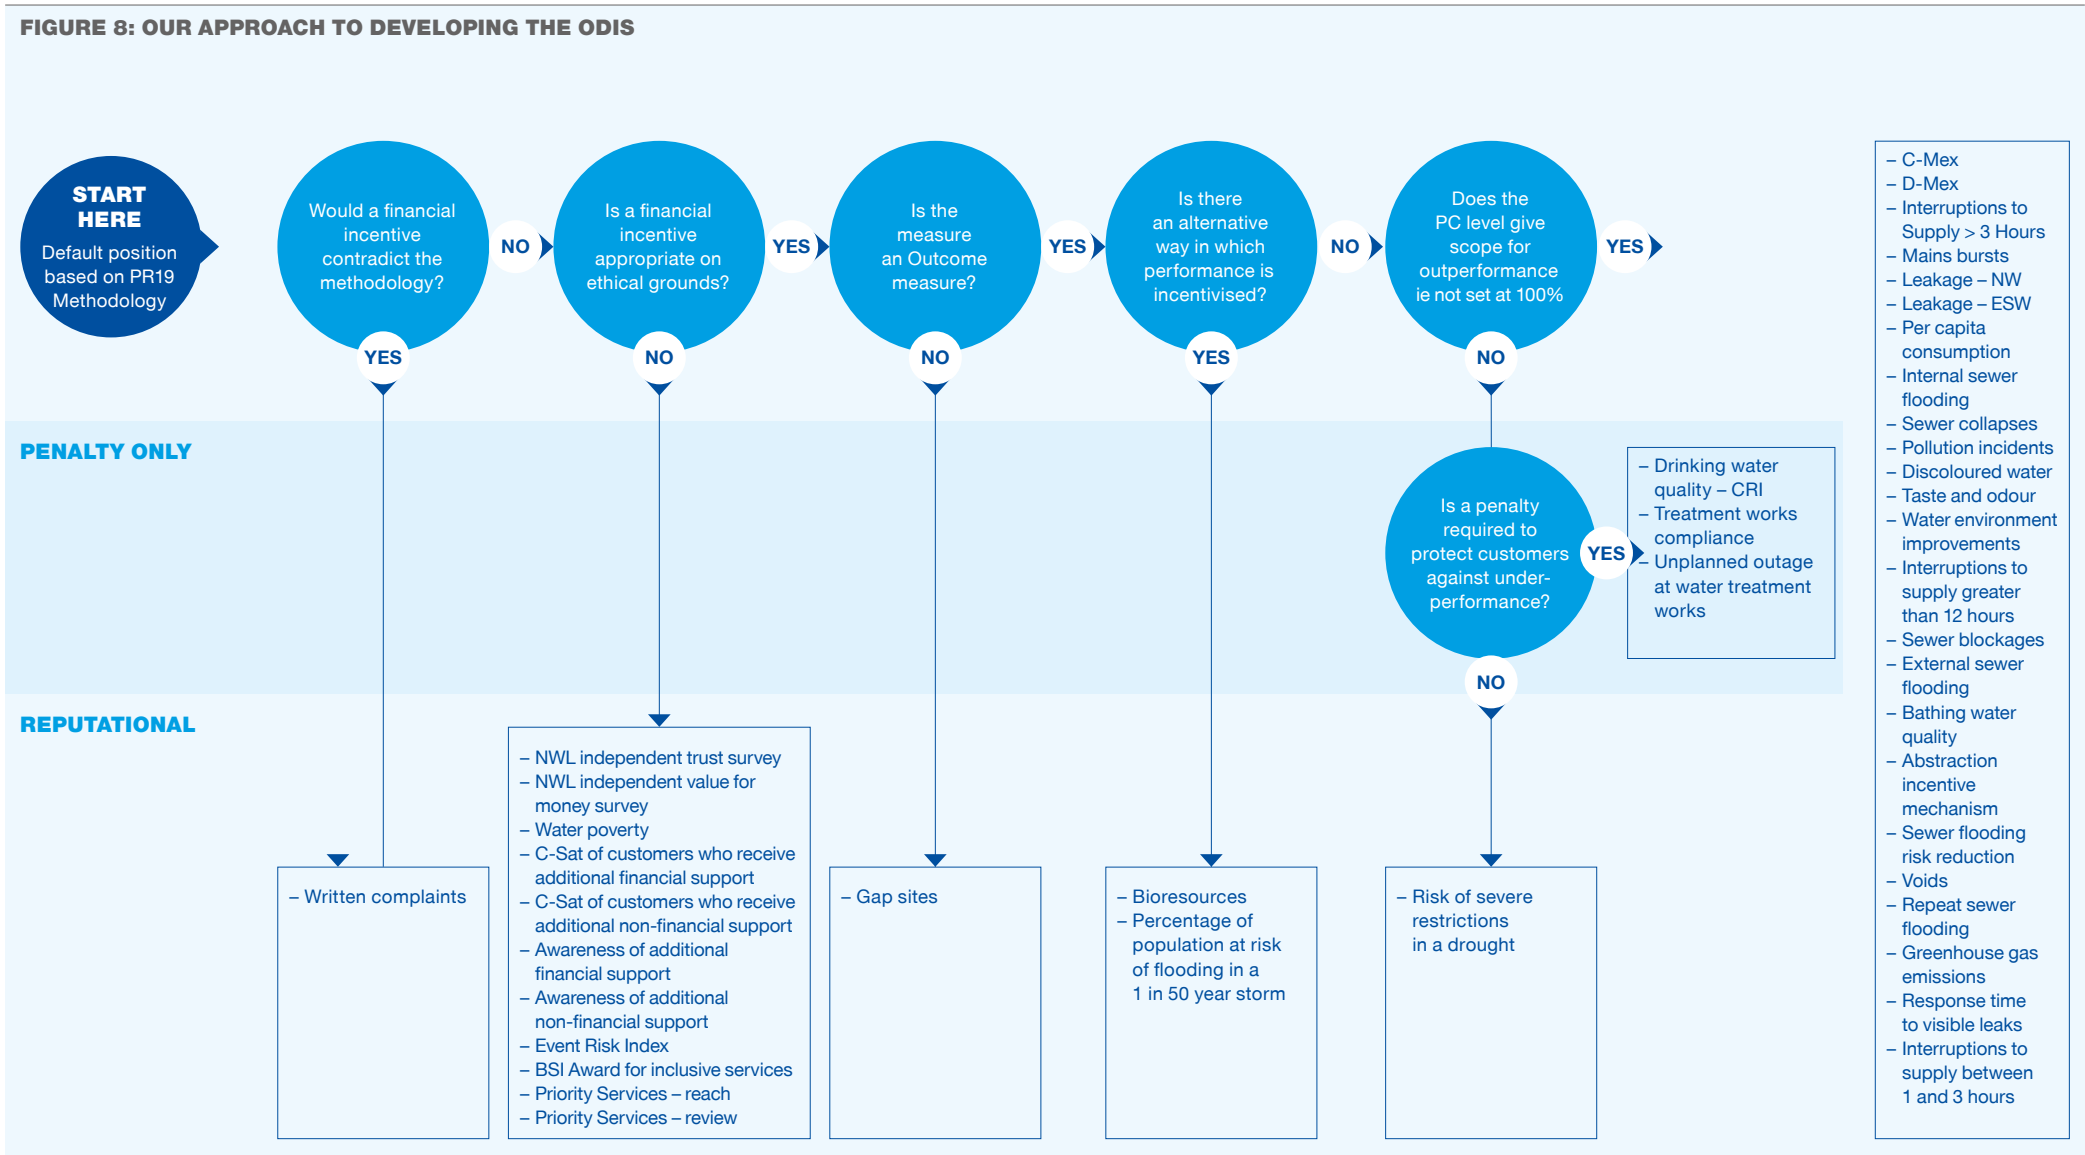 FIGURE 8: OUR APPROACH TO DEVELOPING THE ODIS
START
HERE
Default position
based on PR19
Methodology
Would a financial
incentive
contradict the
methodology?
NO
YES
Is a financial
incentive
appropriate on
ethical grounds?
YES
NO
Is the
measure
an Outcome
measure?
YES
NO
Is there
an alternative
way in which
performance is
incentivised?
NO
YES
Does the
PC level give
scope for
outperformance
ie not set at 100%
YES
NO
– C-Mex
– D-Mex
– Interruptions to
Supply > 3 Hours
– Mains bursts
– Leakage – NW
– Leakage – ESW
– Per capita
consumption
– Internal sewer
flooding
– Sewer collapses
– Pollution incidents
– Discoloured water
– Taste and odour
– Water environment
improvements
– Interruptions to
supply greater
than 12 hours
– Sewer blockages
– External sewer
flooding
– Bathing water
quality
– Abstraction
incentive
mechanism
– Sewer flooding
risk reduction
– Voids
– Repeat sewer
flooding
– Greenhouse gas
emissions
– Response time
to visible leaks
– Interruptions to
supply between
1 and 3 hours
PENALTY ONLY
Is a penalty
required to
protect customers
against under-
performance?
YES
NO
– Drinking water
quality – CRI
– Treatment works
compliance
– Unplanned outage
at water treatment
works
REPUTATIONAL
– Written complaints
– NWL independent trust survey
– NWL independent value for
money survey
– Water poverty
– C-Sat of customers who receive
additional financial support
– C-Sat of customers who receive
additional non-financial support
– Awareness of additional
financial support
– Awareness of additional
non-financial support
– Event Risk Index
– BSI Award for inclusive services
– Priority Services – reach
– Priority Services – review
– Gap sites
– Bioresources
– Percentage of
population at risk
of flooding in a
1 in 50 year storm
– Risk of severe
restrictions
in a drought